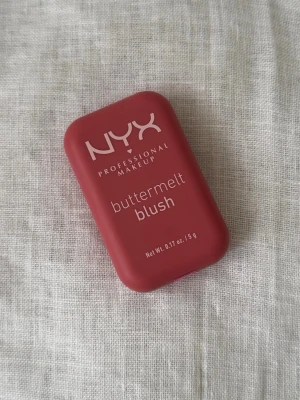 NYX
PROFESSIONAL
MAKEUP
buttermelt
blush
Net Wt. 0.17 oz. / 5 g